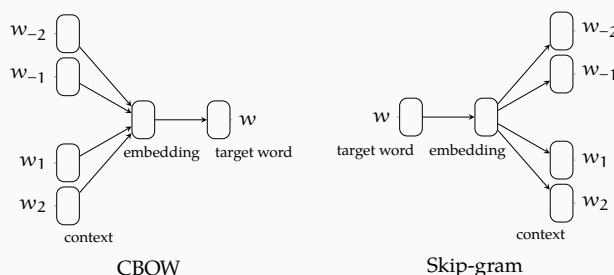 w₋₂
w₋₁
w₁
w₂
context
embedding
w
target word
CBOW
w
target word
embedding
w₋₂
w₋₁
w₁
w₂
context
Skip-gram